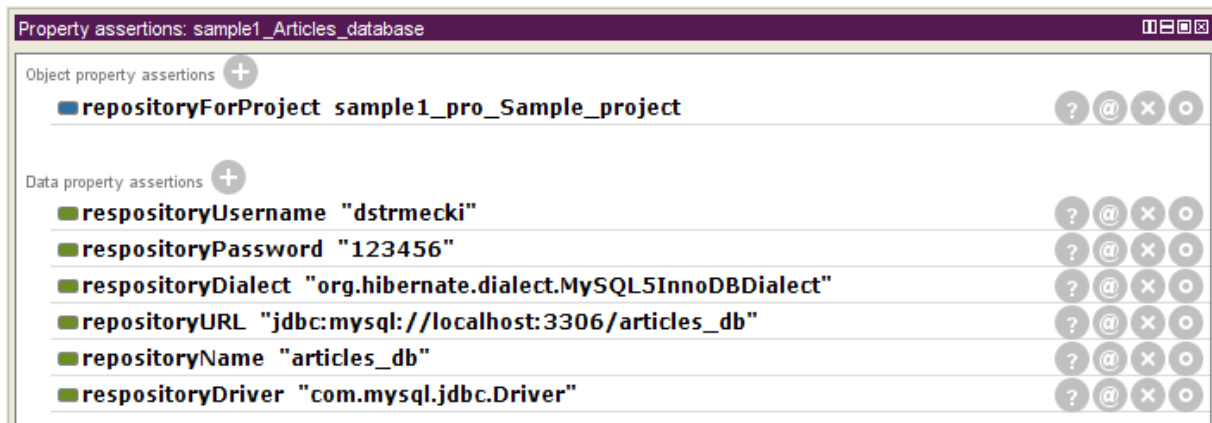 Property assertions: sample1_Articles_database
Object property assertions
repositoryForProject sample1_pro_Sample_project
Data property assertions
respositoryUsername "dstrmecki"
respositoryPassword "123456"
respositoryDialect "org.hibernate.dialect.MySQL5InnoDBDialect"
repositoryURL "jdbc:mysql://localhost:3306/articles_db"
repositoryName "articles_db"
respositoryDriver "com.mysql.jdbc.Driver"